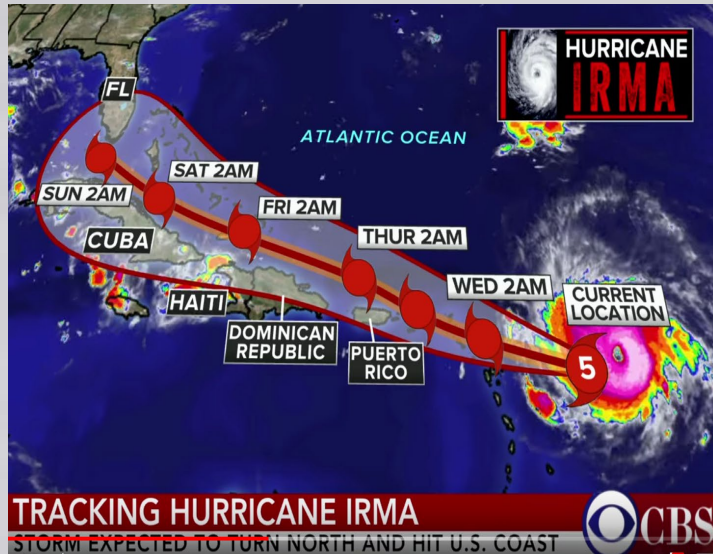 HURRICANE
IRMA
FL
ATLANTIC OCEAN
SAT 2AM
SUN 2AM
FRI 2AM
CUBA
THUR 2AM
WED 2AM
CURRENT
LOCATION
HAITI
DOMINICAN
REPUBLIC
PUERTO
RICO
5
TRACKING HURRICANE IRMA
CBS
STORM EXPECTED TO TURN NORTH AND HIT U.S. COAST